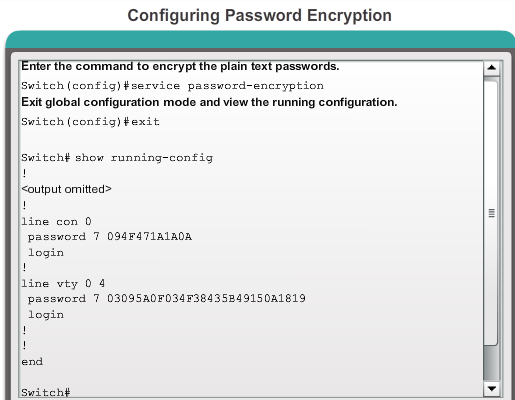 Configuring Password Encryption
Enter the command to encrypt the plain text passwords.
Switch(config)#service password-encryption
Exit global configuration mode and view the running configuration.
Switch(config)#exit
Switch# show running-config
!
<output omitted>
!
line con 0
password 7 094F471A1A0A
login
!
line vty 0 4
password 7 03095A0F034F38435B49150A1819
login
!
!
end
Switch#